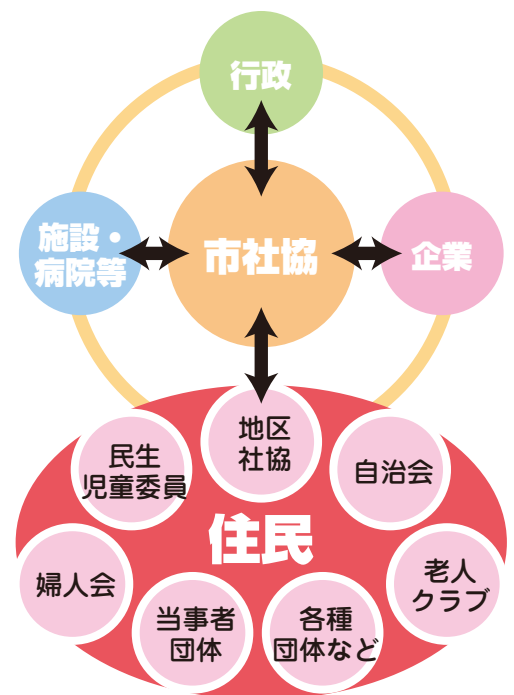 行政
施設・
病院等
市社協
企業
地区
社協
民生
児童委員
自治会
住民
婦人会
老人
クラブ
当事者
団体
各種
団体など